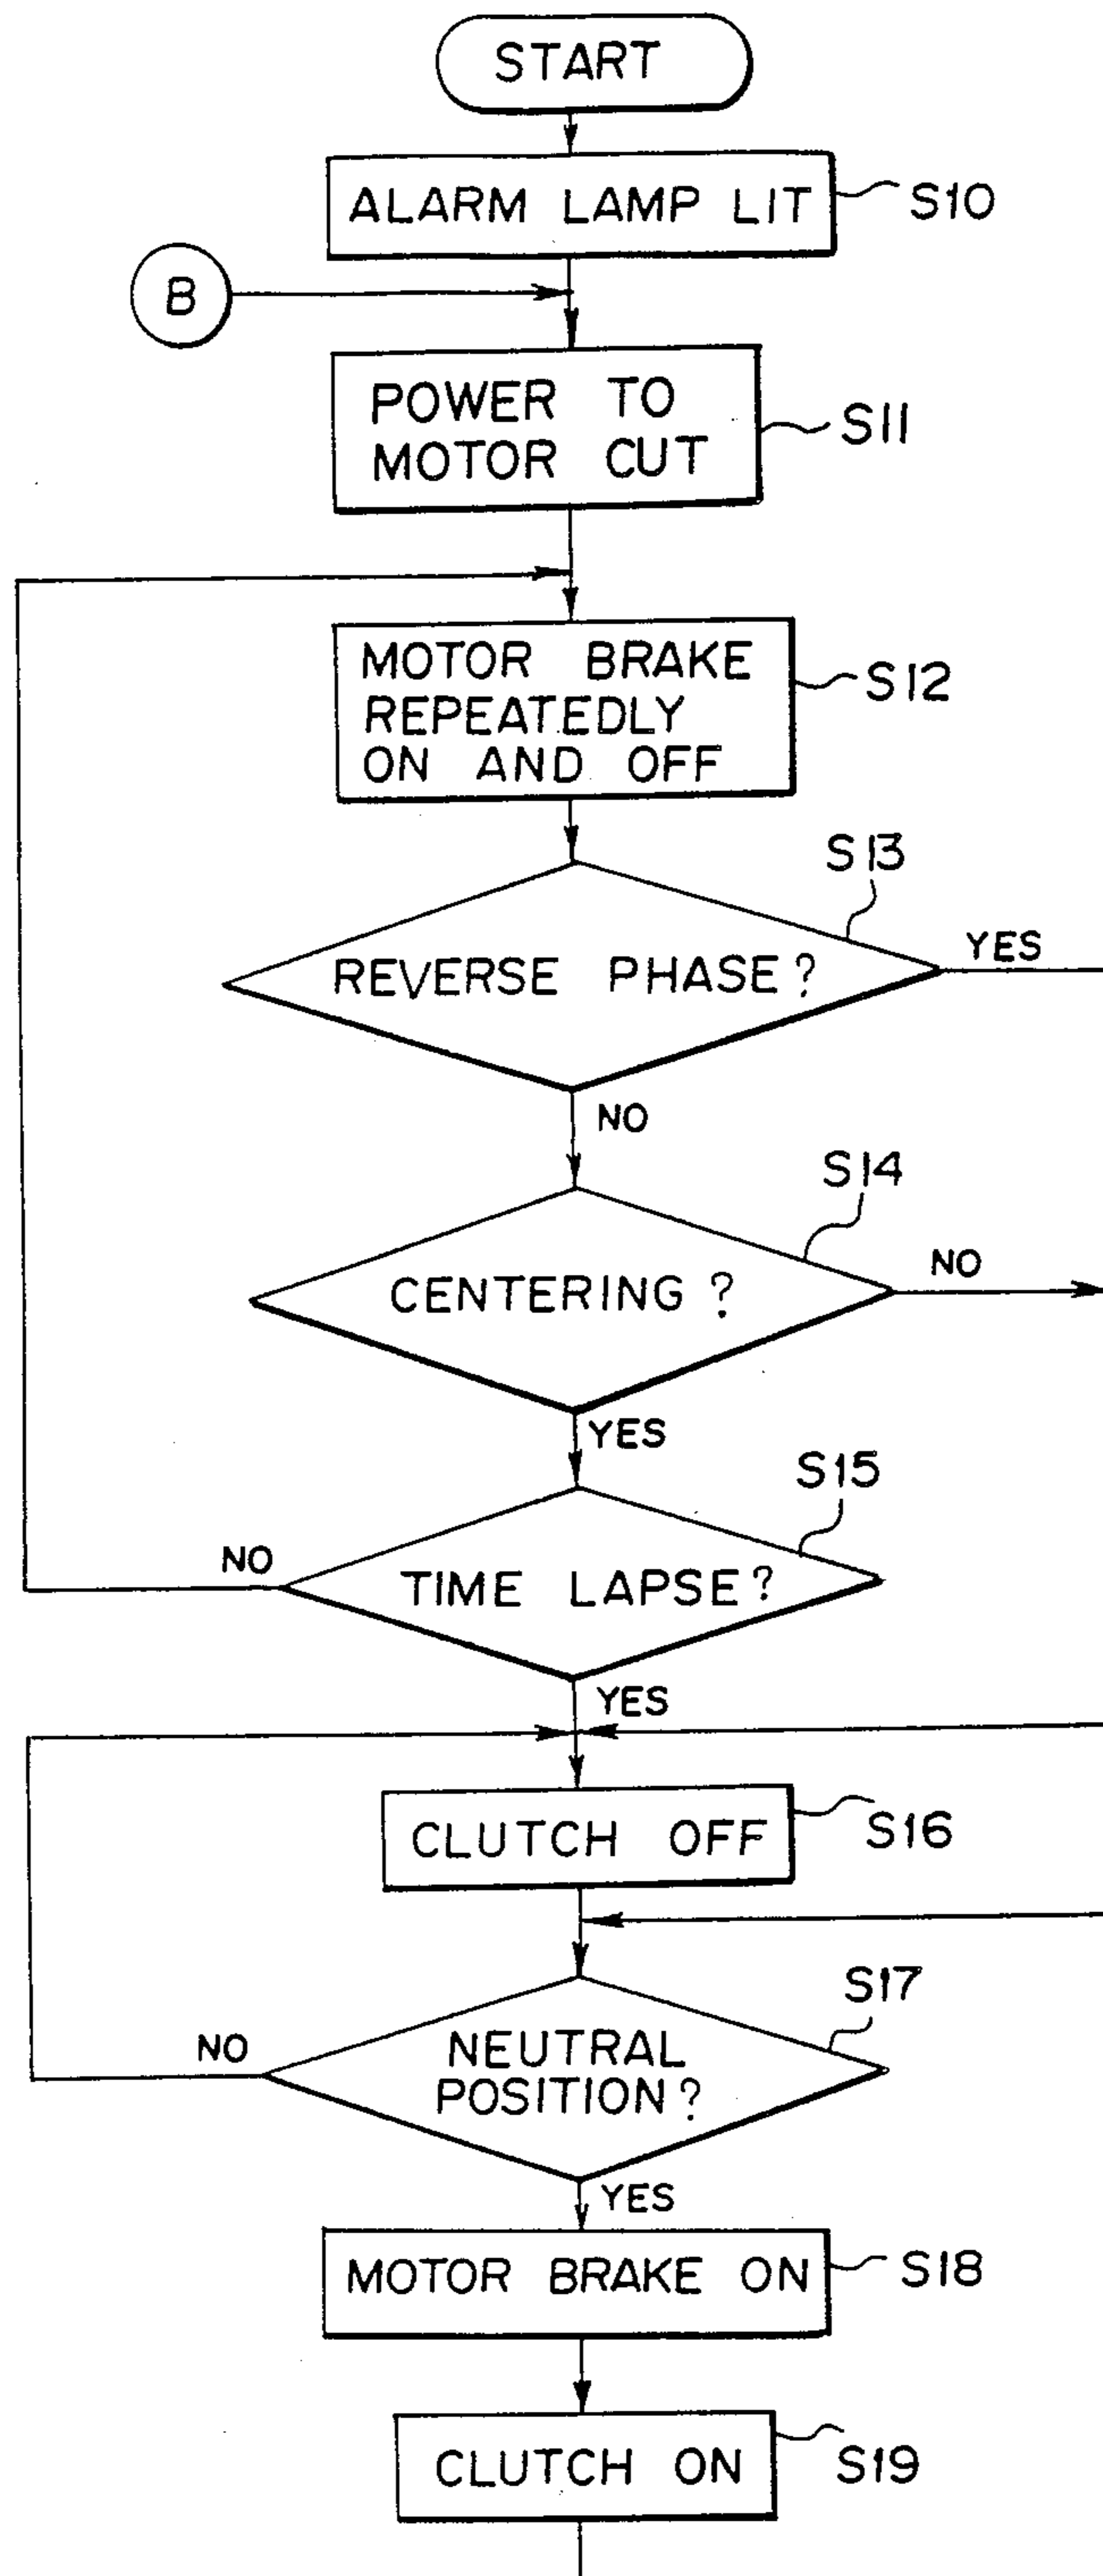 START
ALARM LAMP LIT
S10
B
POWER TO
MOTOR CUT
S11
MOTOR BRAKE
REPEATEDLY
ON AND OFF
S12
S13
REVERSE PHASE?
YES
NO
S14
CENTERING?
NO
YES
S15
NO
TIME LAPSE?
YES
CLUTCH OFF
S16
S17
NO
NEUTRAL
POSITION?
YES
MOTOR BRAKE ON
S18
CLUTCH ON
S19